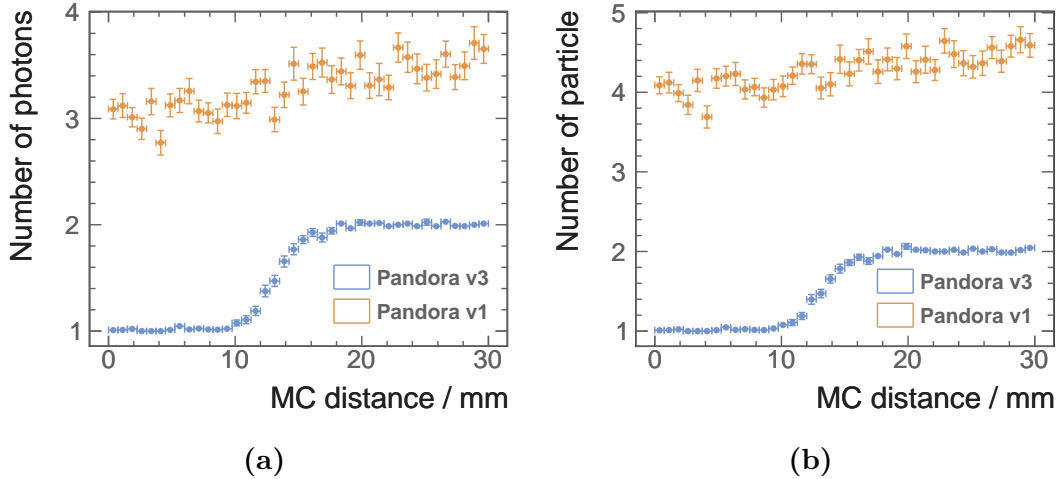 Number of photons
4
3
2
1
Pandora v3
Pandora v1
0 10 20 30
MC distance / mm
(a)
Number of particle
5
4
3
2
1
Pandora v3
Pandora v1
0 10 20 30
MC distance / mm
(b)